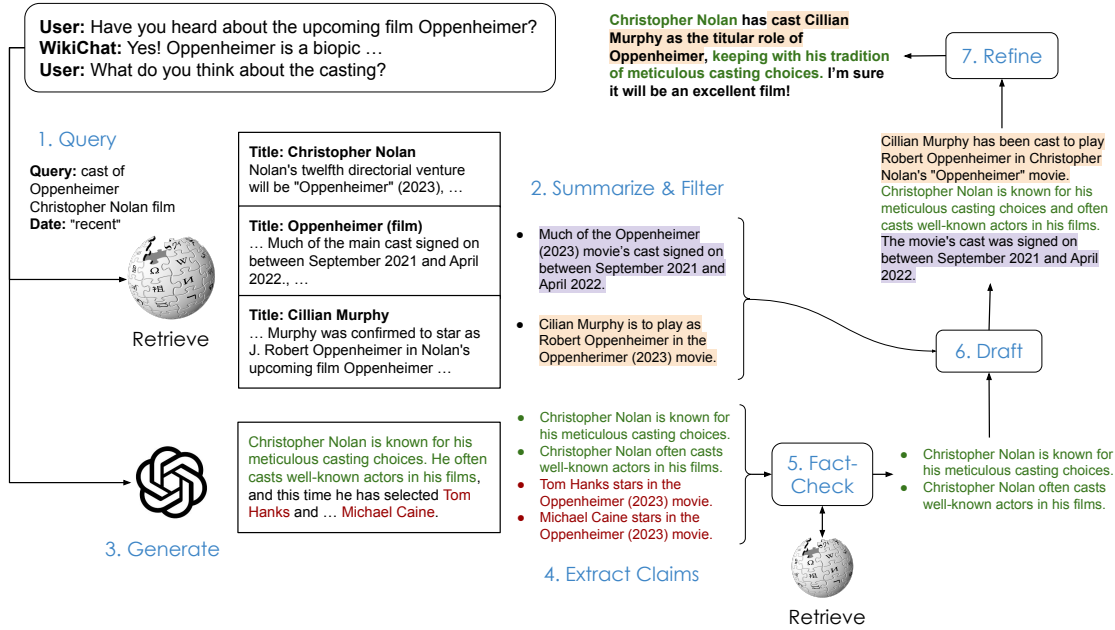 User: Have you heard about the upcoming film Oppenheimer?
WikiChat: Yes! Oppenheimer is a biopic …
User: What do you think about the casting?
1. Query
Query: cast of
Oppenheimer
Christopher Nolan film
Date: "recent"
Retrieve
Title: Christopher Nolan
Nolan's twelfth directorial venture
will be "Oppenheimer" (2023), …
Title: Oppenheimer (film)
… Much of the main cast signed on
between September 2021 and April
2022., …
Title: Cillian Murphy
… Murphy was confirmed to star as
J. Robert Oppenheimer in Nolan's
upcoming film Oppenheimer …
2. Summarize & Filter
● Much of the Oppenheimer
(2023) movie's cast signed on
between September 2021 and
April 2022.
● Cilian Murphy is to play as
Robert Oppenheimer in the
Oppenherimer (2023) movie.
3. Generate
Christopher Nolan is known for his
meticulous casting choices. He often
casts well-known actors in his films,
and this time he has selected Tom
Hanks and … Michael Caine.
● Christopher Nolan is known for
his meticulous casting choices.
● Christopher Nolan often casts
well-known actors in his films.
● Tom Hanks stars in the
Oppenheimer (2023) movie.
● Michael Caine stars in the
Oppenheimer (2023) movie.
4. Extract Claims
5. Fact-
Check
Retrieve
● Christopher Nolan is known for
his meticulous casting choices.
● Christopher Nolan often casts
well-known actors in his films.
6. Draft
Cillian Murphy has been cast to play
Robert Oppenheimer in Christopher
Nolan's "Oppenheimer" movie.
Christopher Nolan is known for his
meticulous casting choices and often
casts well-known actors in his films.
The movie's cast was signed on
between September 2021 and April
2022.
7. Refine
Christopher Nolan has cast Cillian
Murphy as the titular role of
Oppenheimer, keeping with his tradition
of meticulous casting choices. I'm sure
it will be an excellent film!